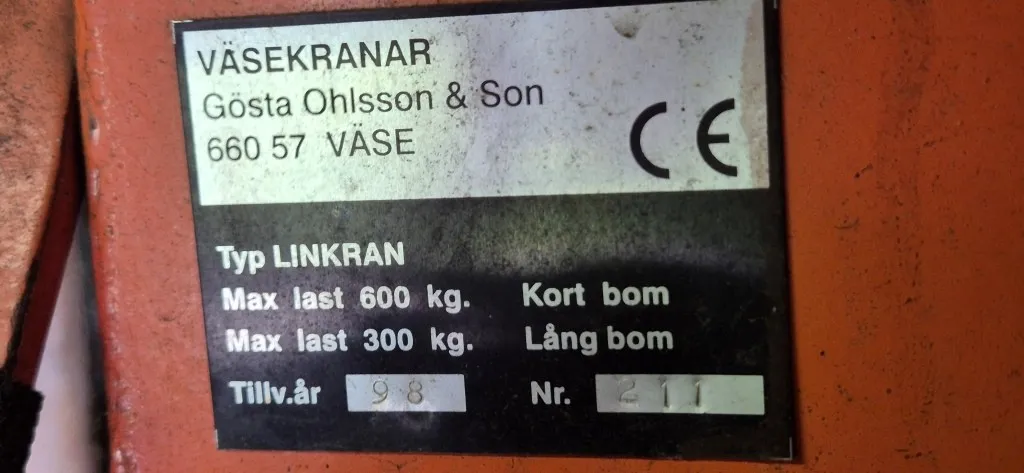 VÄSEKRANAR
Gösta Ohlsson & Son
660 57 VÄSE
CE
Typ LINKRAN
Max last 600 kg. Kort bom
Max last 300 kg. Lång bom
Tillv.år 98 Nr. 211